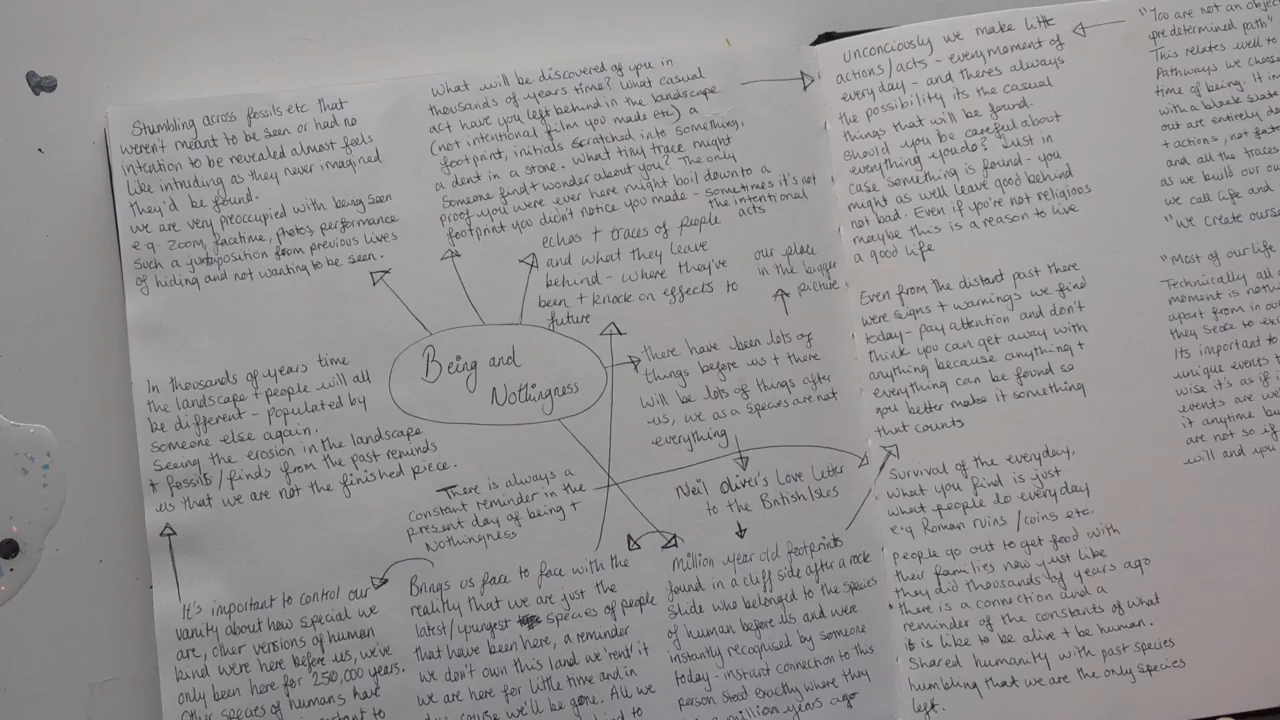 Stumbling across fossils etc that
weren't meant to be seen or had no
intention to be revealed almost feels
like intruding as they never imagined
they'd be found.
we are very preoccupied with being seen
e.g. Zoom, facetime, photos, performance
Such a juxtaposition from previous lives
of hiding and not wanting to be seen.
What will be discovered of you in
thousands of years time? What casual
act have you left behind in the landscape
(not intentional film you made etc) a
footprint, initials scratched into something,
a dent in a stone. What tiny trace might
Someone find + wonder about you? The only
proof you were ever here might boil down to a
footprint you didn't notice you made - sometimes it's not
the intentional
acts
echos + traces of people
and what they leave
behind - where they've
been + knock on effects to
future
our place
in the bigger
picture
Being and
Nothingness
there have been lots of
things before us + there
will be lots of things after
us, we as a species are not
everything
In thousands of years time
the landscape + people will all
be different - populated by
someone else again.
Seeing the erosion in the landscape
+ fossils/finds from the past reminds
us that we are not the finished piece.
There is always a
constant reminder in the
present day of being +
Nothingness
Neil Oliver's Love Letter
to the British Isles
It's important to control our
vanity about how special we
are, other versions of human
kind were here before us, we've
only been here for 250,000 years.
Other species of humans had
Brings us face to face with the
reality that we are just the
latest/youngest species of people
that have been here, a reminder
we don't own this land we 'rent' it
we are here for little time and in
due course we'll be gone. All we
Million year old footprints
found in a cliff side after a rock
slide who belonged to the species
of human before us and were
instantly recognised by someone
today - instant connection to this
person stood exactly where they
million years ago
unconciously we make little
actions/acts - every moment of
everyday - and theres always
the possibility its the casual
things that will be found.
Should you be careful about
everything you do? Just in
case something is found - you
might as well leave good behind
not bad. Even if you're not religious
maybe this is a reason to live
a good life
Even from the distant past there
were signs + warnings we find
today - pay attention and don't
think you can get away with
anything because anything +
everything can be found so
you better make it something
that counts
Survival of the everyday,
what you find is just
what people do everyday
e.g Roman ruins / coins etc.
people go out to get food with
their families now just like
they did thousands of years ago
there is a connection and a
reminder of the constants of what
it is like to be alive + be human.
Shared humanity with past species
humbling that we are the only species
left.
"You are not an object
predetermined path"
This relates well to
Pathways we choose
time of being. It
with a blank slate
out are entirely
+ actions, not
and all the traces
as we build our
we call life and
"We create ourse
"Most of our life
Technically all
moment is
apart from in
they sease to
Its important to
unique events
wise it's as if
events are
it anytime
are not so if
will and you